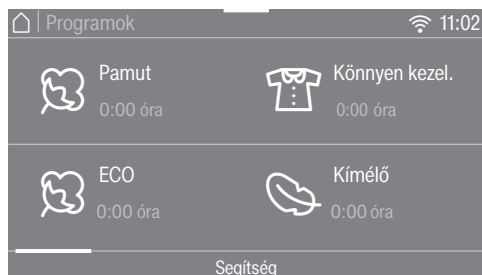 Programok 11:02
Pamut
0:00 óra
Könnyen kezel.
0:00 óra
ECO
0:00 óra
Kímélő
0:00 óra
Segítség